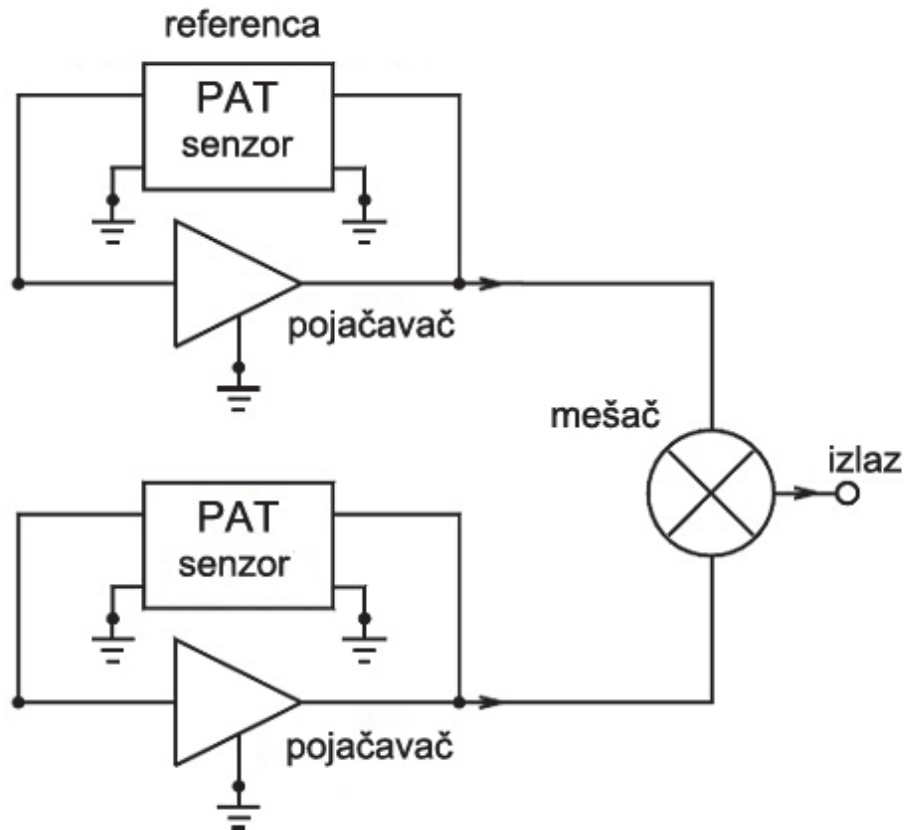 referenca
PAT
senzor
pojačavač
mešač
izlaz
PAT
senzor
pojačavač